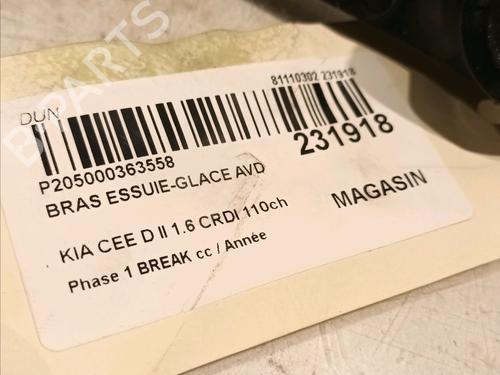 DUN
81110302 231918
P205000363558
231918
BRAS ESSUIE-GLACE AVD
MAGASIN
KIA CEE D II 1.6 CRDI 110ch
Phase 1 BREAK cc / Année